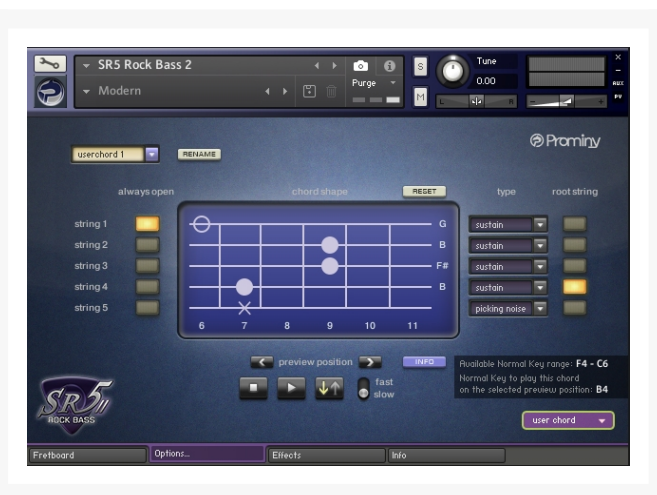 SR5 Rock Bass 2
Modern
Purge
S
M
Tune
0.00
L R
AUX
PV
Prominy
userchord 1
RENAME
always open chord shape RESET type root string
string 1 G sustain
string 2 B sustain
string 3 F# sustain
string 4 B sustain
string 5 picking noise
6 7 8 9 10 11
preview position INFO
fast
slow
Available Normal Key range: F4 - C6
Normal Key to play this chord
on the selected preview position: B4
SR5 II
ROCK BASS
user chord
Fretboard Options... Effects Info